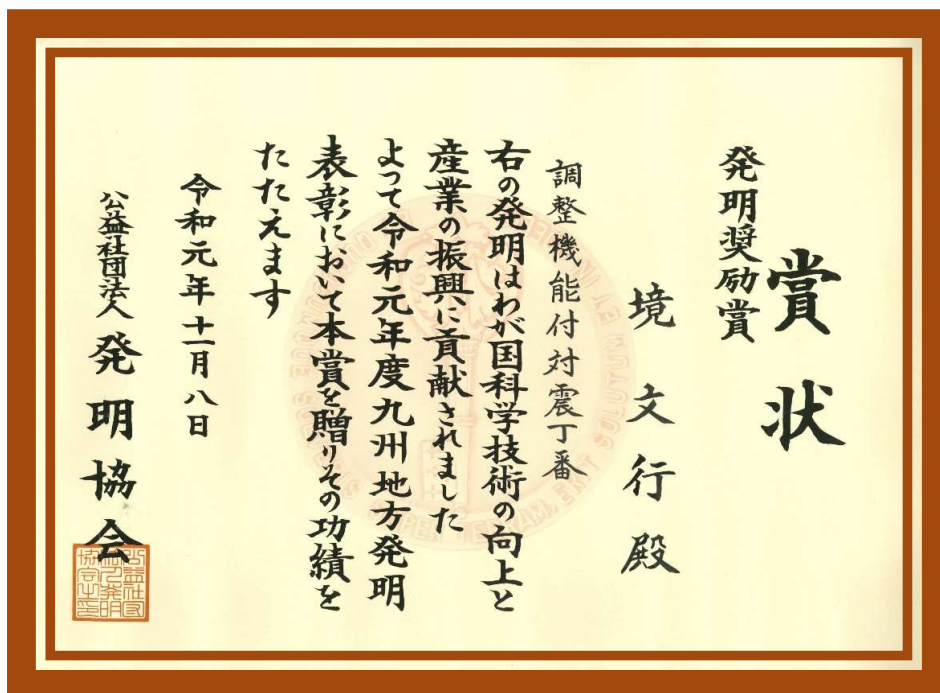 賞状
発明奨励賞
境文行殿
調整機能付対震丁番
右の発明はわが国科学技術の向上と
産業の振興に貢献されました
よって令和元年度九州地方発明
表彰において本賞を贈りその功績を
たたえます
令和元年十一月八日
公益社団法人発明協会